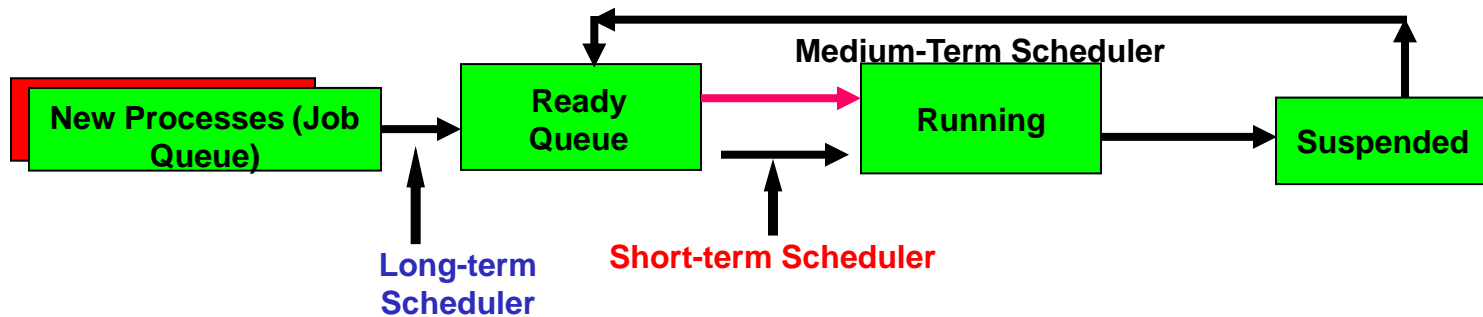 Medium-Term Scheduler
New Processes (Job
Queue)
Ready
Queue
Running
Suspended
Long-term
Scheduler
Short-term Scheduler